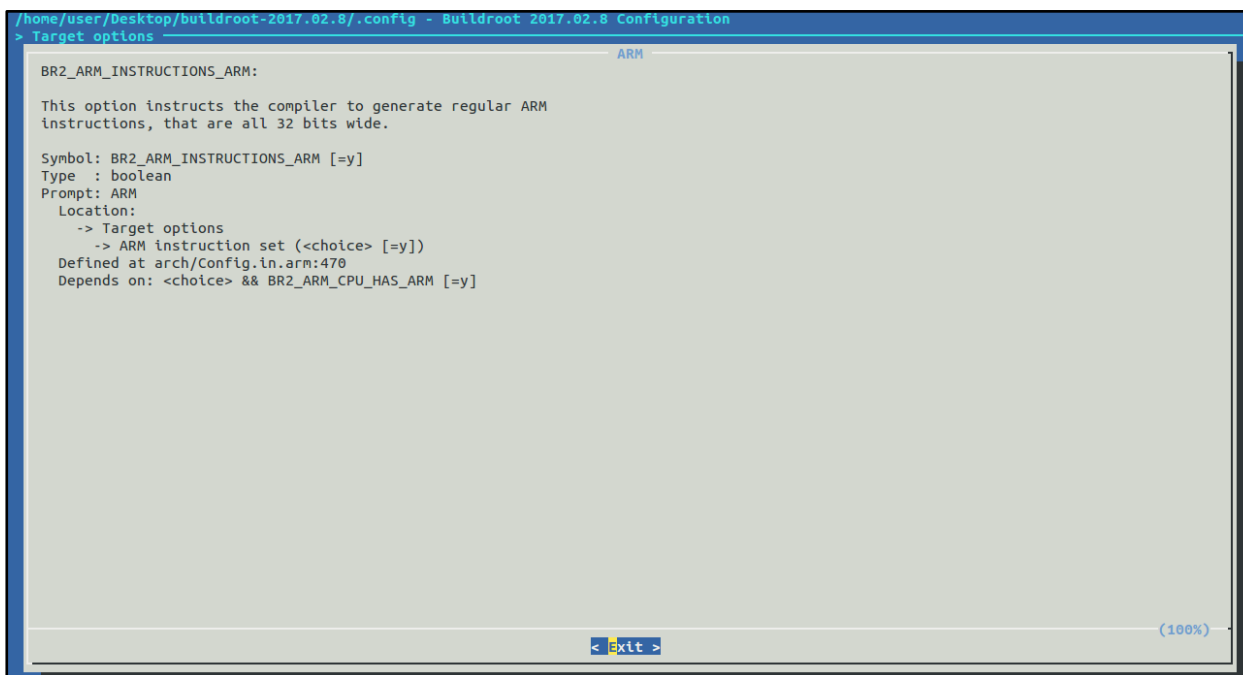 /home/user/Desktop/buildroot-2017.02.8/.config - Buildroot 2017.02.8 Configuration
> Target options
ARM
BR2_ARM_INSTRUCTIONS_ARM:
This option instructs the compiler to generate regular ARM
instructions, that are all 32 bits wide.
Symbol: BR2_ARM_INSTRUCTIONS_ARM [=y]
Type  : boolean
Prompt: ARM
Location:
-> Target options
-> ARM instruction set (<choice> [=y])
Defined at arch/Config.in.arm:470
Depends on: <choice> && BR2_ARM_CPU_HAS_ARM [=y]
(100%)
< Exit >